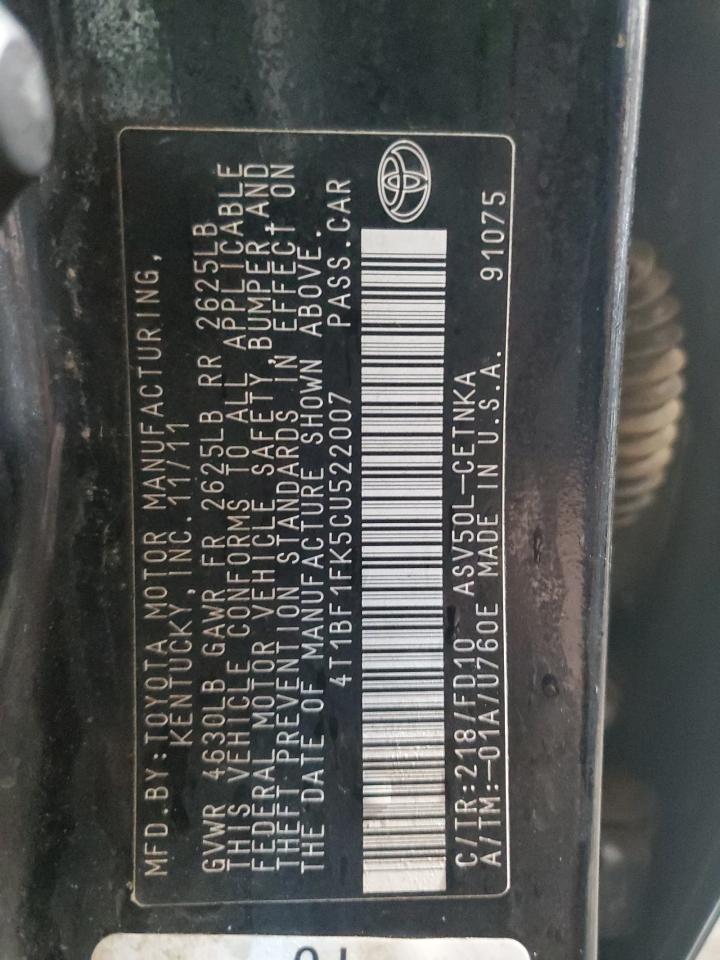 MFD.BY:TOYOTA MOTOR MANUFACTURING,
KENTUCKY,INC.11/11
GVWR 4630LB GAWR FR 2625LB RR 2625LB
THIS VEHICLE CONFORMS TO ALL APPLICABLE
FEDERAL MOTOR VEHICLE SAFETY,BUMPER,AND
THEFT PREVENTION STANDARDS IN EFFECT ON
THE DATE OF MANUFACTURE SHOWN ABOVE.
4T1BF1FK5CU522007 PASS.CAR
C/TR:218/FD10 ASV50L-CETNKA
A/TM:-01A/U760E MADE IN U.S.A. 91075